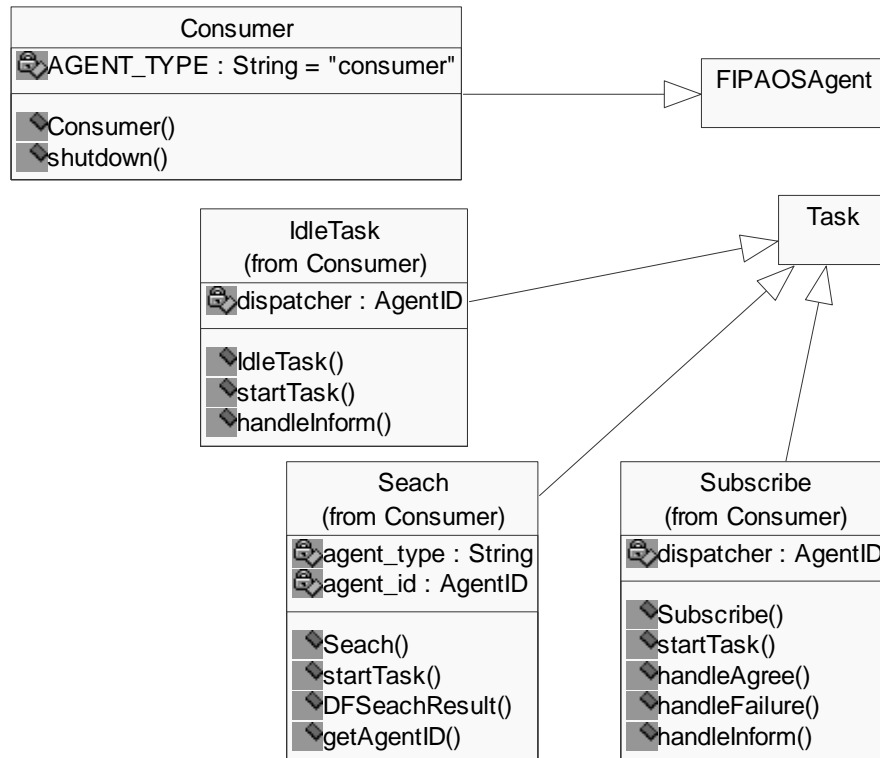 Consumer
AGENT_TYPE : String = "consumer"
Consumer()
shutdown()
FIPAOSAgent
Task
IdleTask
(from Consumer)
dispatcher : AgentID
IdleTask()
startTask()
handleInform()
Seach
(from Consumer)
agent_type : String
agent_id : AgentID
Seach()
startTask()
DFSeachResult()
getAgentID()
Subscribe
(from Consumer)
dispatcher : AgentID
Subscribe()
startTask()
handleAgree()
handleFailure()
handleInform()